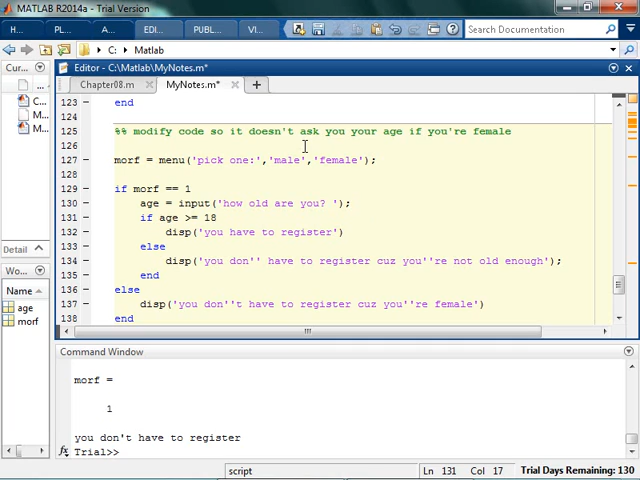 MATLAB R2014a - Trial Version
H... P... A... EDI... PUBL... VI... Search Documentation
C: Matlab
Cur... Editor - C:\Matlab\MyNotes.m*
... Chapter08.m MyNotes.m*
C...
M...
M...
123 end
124
125 %% modify code so it doesn't ask you your age if you're female
126
127 morf = menu('pick one:','male','female');
128
129 if morf == 1
130 age = input('how old are you? ');
131 if age >= 18
132 disp('you have to register')
133 else
134 disp('you don'' have to register cuz you''re not old enough');
135 end
136 else
137 disp('you don''t have to register cuz you''re female')
138 end
Detail
Wo...
Name
age
morf
Command Window
morf =
1
you don't have to register
fx Trial>>
script Ln 131 Col 17 Trial Days Remaining: 130